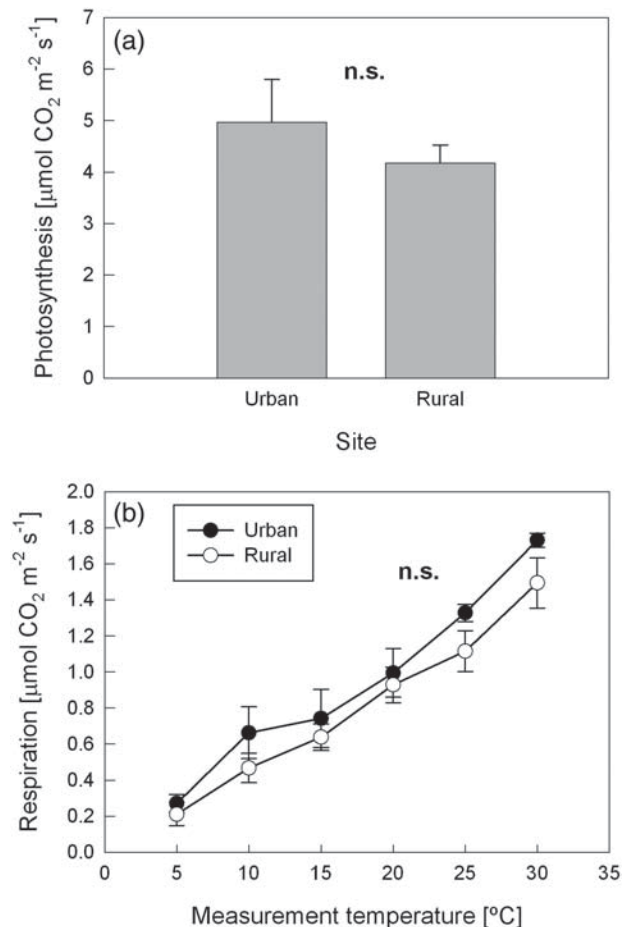 (a)
n.s.
Photosynthesis [μmol CO₂ m⁻² s⁻¹]
7
6
5
4
3
2
1
0
Urban Rural
Site
(b)
Urban
Rural
n.s.
Respiration [μmol CO₂ m⁻² s⁻¹]
2.0
1.8
1.6
1.4
1.2
1.0
0.8
0.6
0.4
0.2
0.0
0 5 10 15 20 25 30 35
Measurement temperature [ºC]